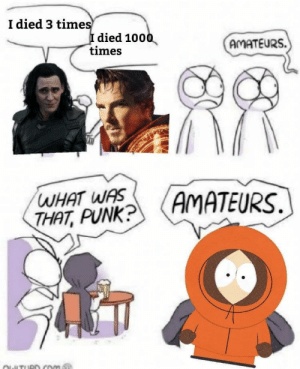 I died 3 times
I died 1000
times
AMATEURS.
WHAT WAS
THAT, PUNK?
AMATEURS.